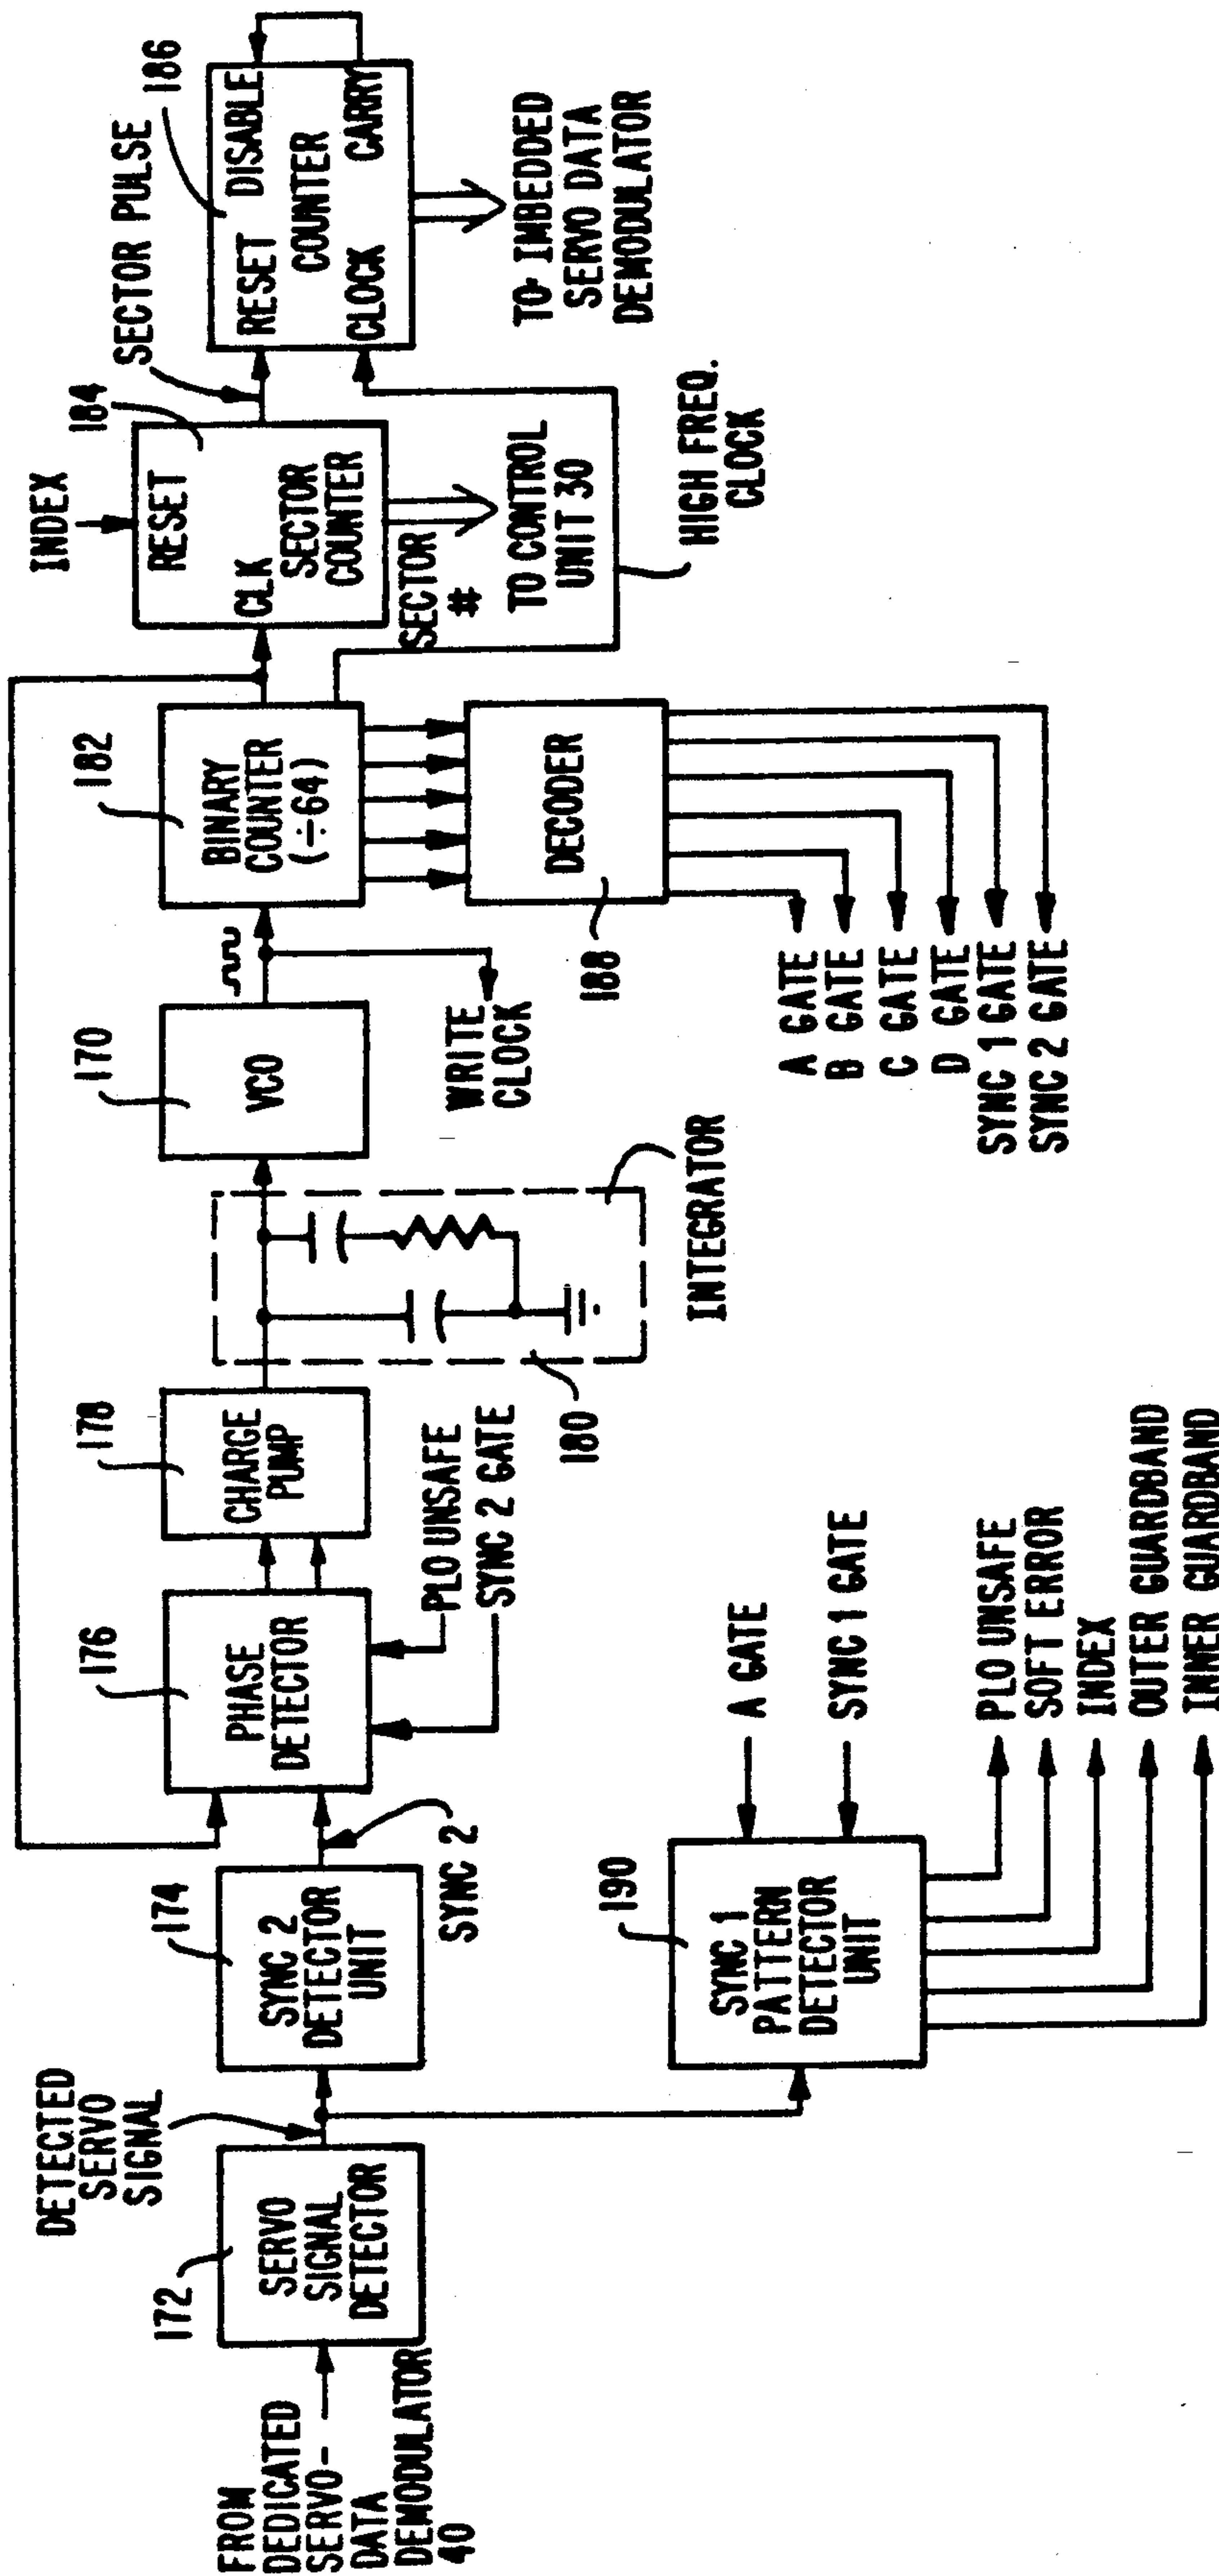 FROM
DEDICATED
SERVO-
DATA
DEMODULATOR
40
172
SERVO
SIGNAL
DETECTOR
DETECTED
SERVO
SIGNAL
174
SYNC 2
DETECTOR
UNIT
SYNC 2
176
PHASE
DETECTOR
PLO UNSAFE
SYNC 2 GATE
178
CHARGE
PUMP
180
INTEGRATOR
170
VCO
WRITE
CLOCK
182
BINARY
COUNTER
(÷64)
188
DECODER
A GATE
B GATE
C GATE
D GATE
SYNC 1 GATE
SYNC 2 GATE
INDEX
184
RESET
CLK
SECTOR
COUNTER
SECTOR
#
TO CONTROL
UNIT 30
HIGH FREQ.
CLOCK
SECTOR PULSE
186
RESET DISABLE
COUNTER
CLOCK CARRY
TO IMBEDDED
SERVO DATA
DEMODULATOR
190
SYNC 1
PATTERN
DETECTOR
UNIT
A GATE
SYNC 1 GATE
PLO UNSAFE
SOFT ERROR
INDEX
OUTER GUARDBAND
INNER GUARDBAND